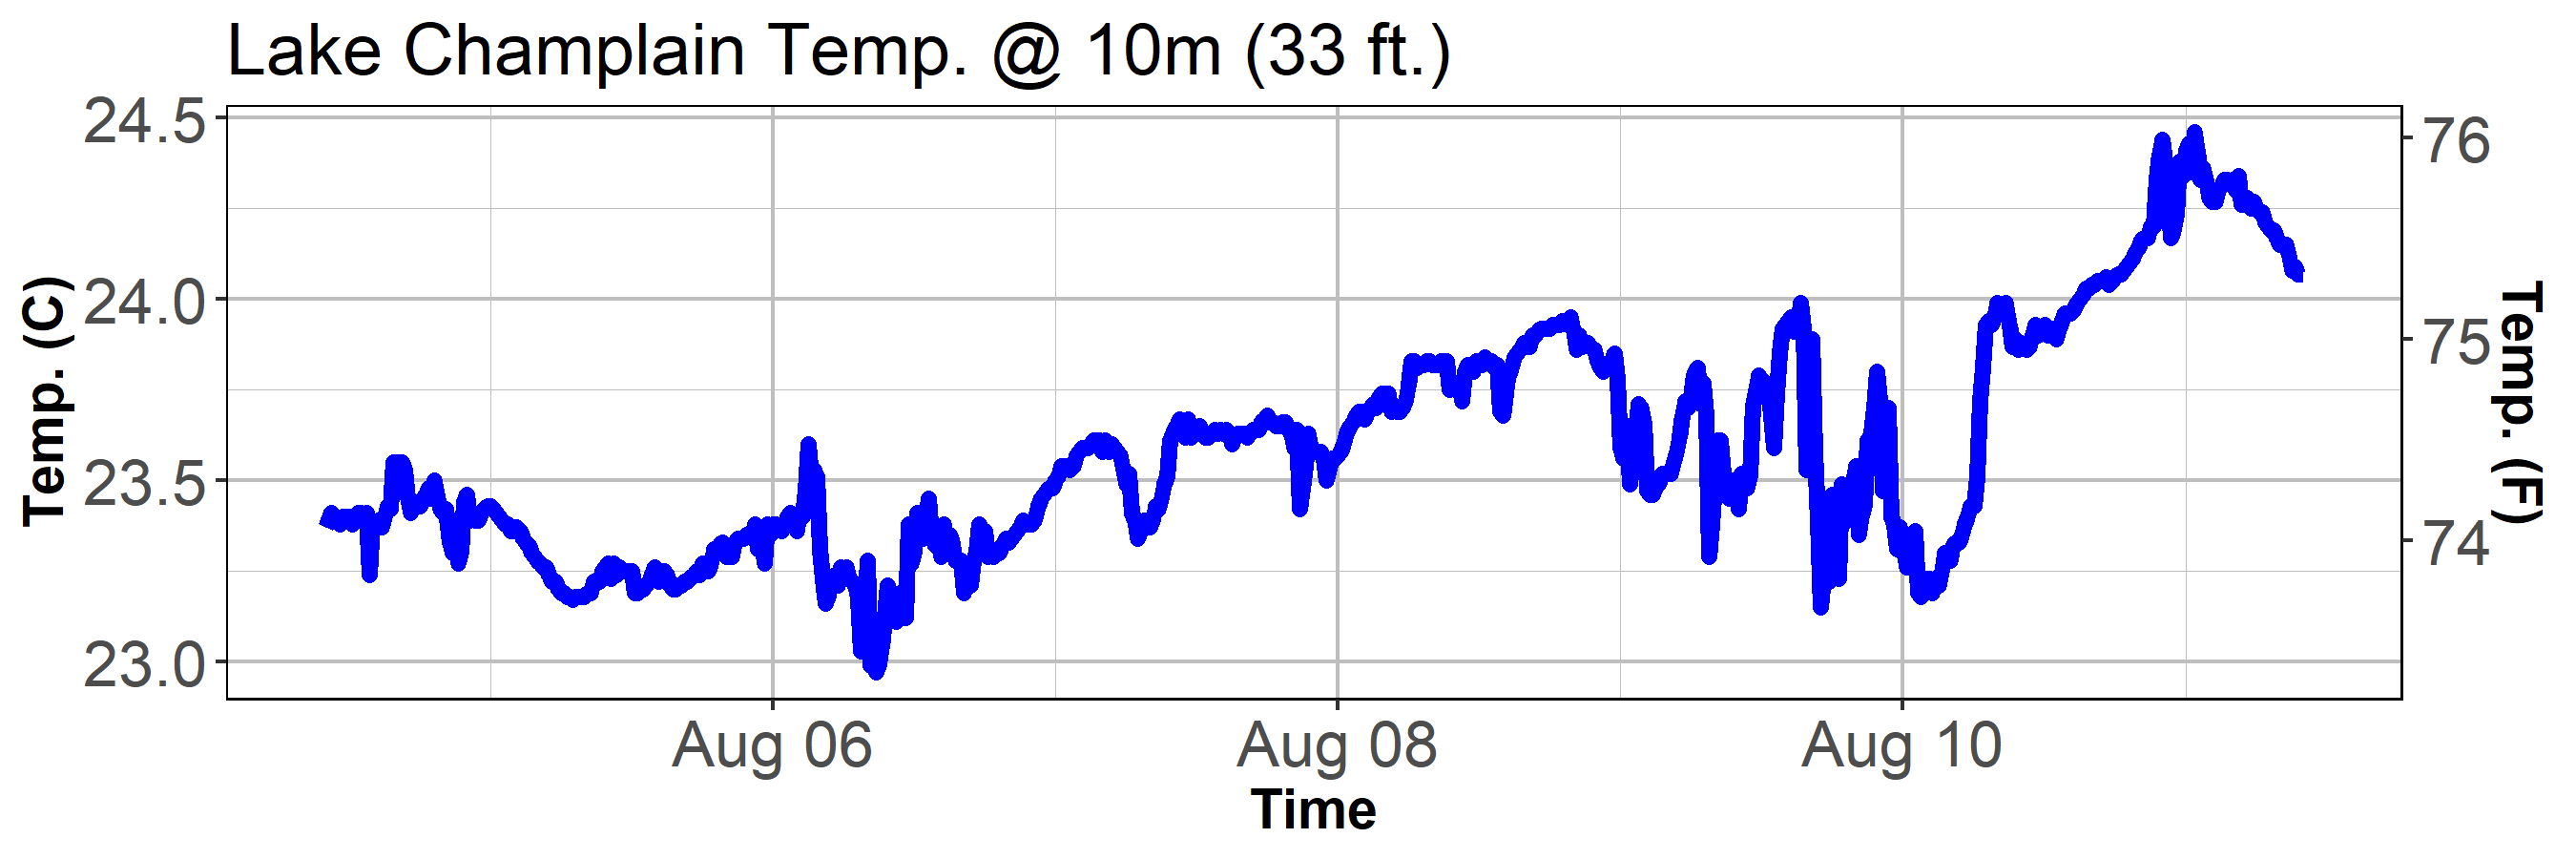 Lake Champlain Temp. @ 10m (33 ft.)
24.5
24.0
23.5
23.0
Temp. (C)
76
75
74
Temp. (F)
Aug 06 Aug 08 Aug 10
Time